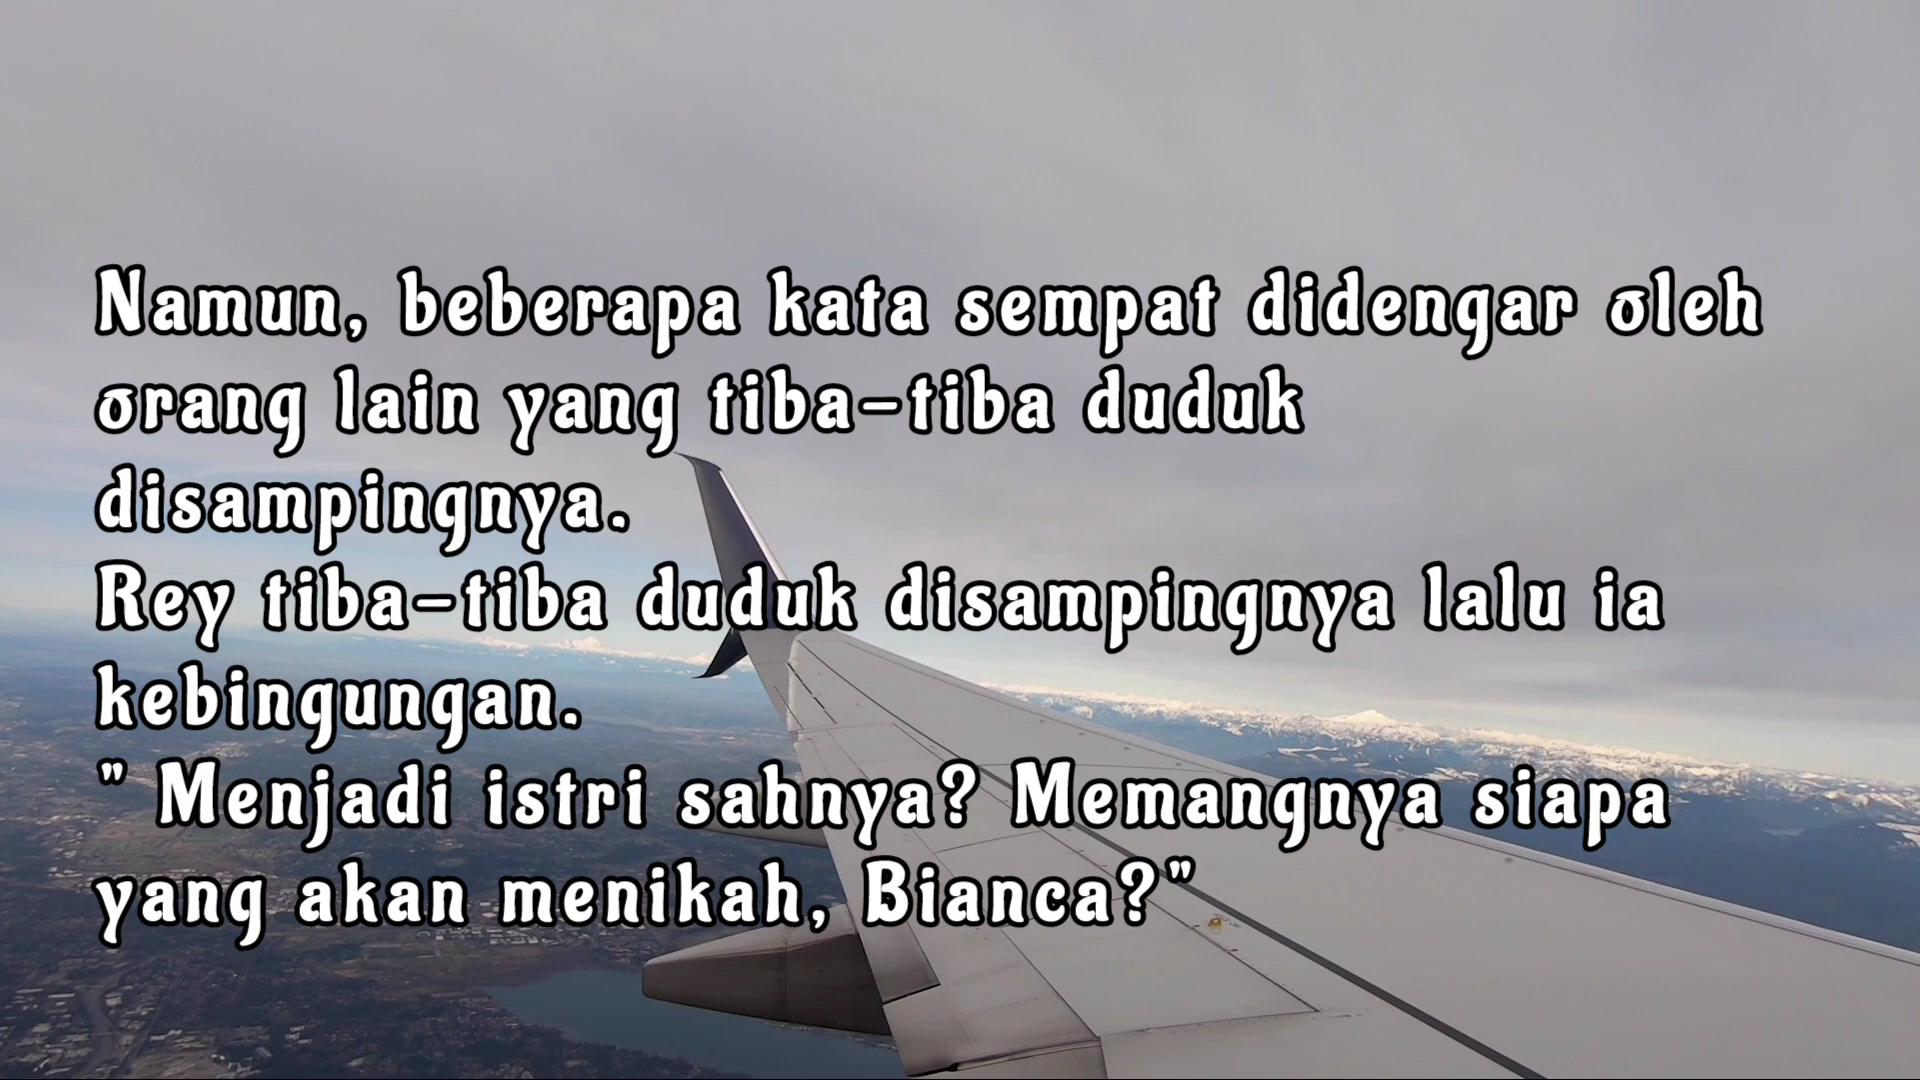 Namun, beberapa kata sempat didengar oleh
orang lain yang tiba-tiba duduk
disampingnya.
Rey tiba-tiba duduk disampingnya lalu ia
kebingungan.
" Menjadi istri sahnya? Memangnya siapa
yang akan menikah, Bianca?"